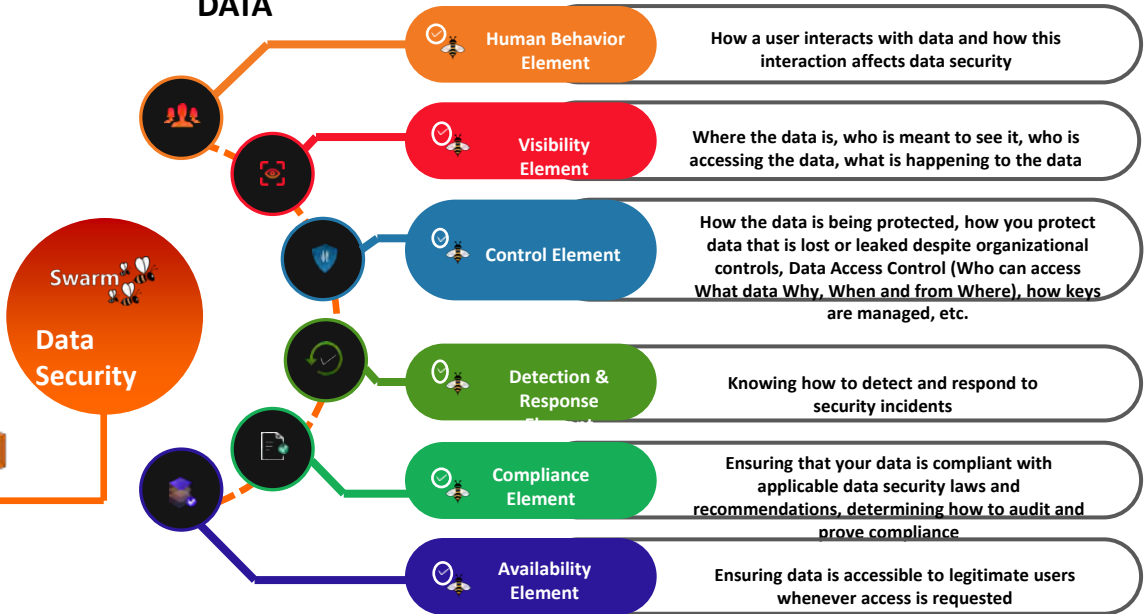 DATA
Human Behavior
Element
How a user interacts with data and how this
interaction affects data security
Visibility
Element
Where the data is, who is meant to see it, who is
accessing the data, what is happening to the data
Control Element
How the data is being protected, how you protect
data that is lost or leaked despite organizational
controls, Data Access Control (Who can access
What data Why, When and from Where), how keys
are managed, etc.
Swarm
Data
Security
Detection &
Response
Knowing how to detect and respond to
security incidents
Compliance
Element
Ensuring that your data is compliant with
applicable data security laws and
recommendations, determining how to audit and
prove compliance
Availability
Element
Ensuring data is accessible to legitimate users
whenever access is requested